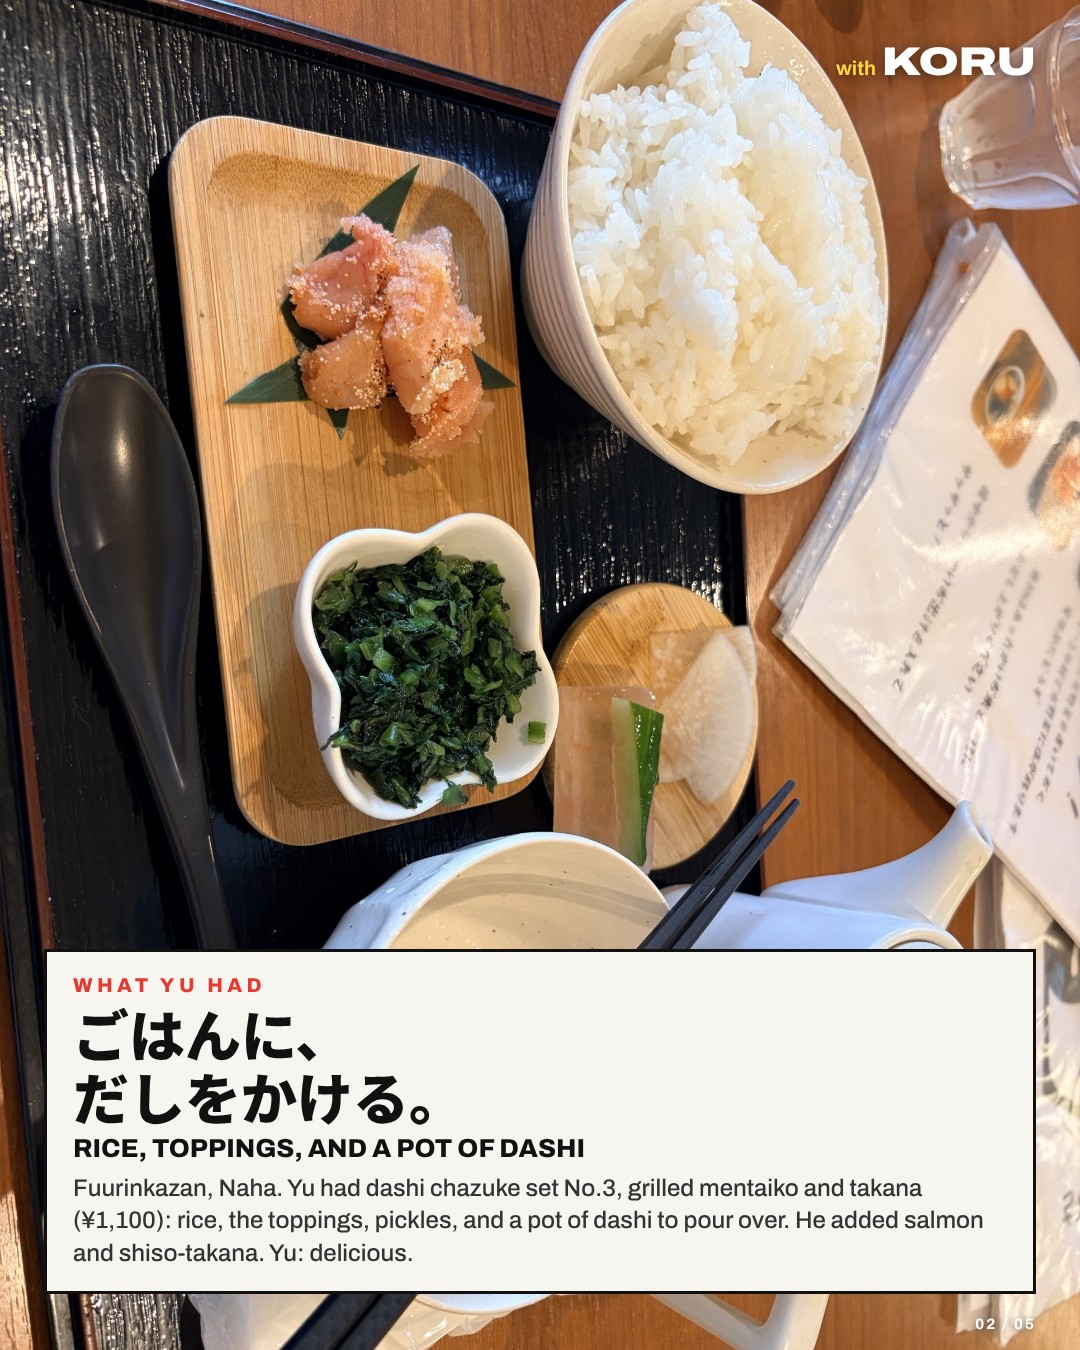 with KORU
WHAT YU HAD
ごはんに、
だしをかける。
RICE, TOPPINGS, AND A POT OF DASHI
Fuurinkazan, Naha. Yu had dashi chazuke set No.3, grilled mentaiko and takana
(¥1,100): rice, the toppings, pickles, and a pot of dashi to pour over. He added salmon
and shiso-takana. Yu: delicious.
02 / 05